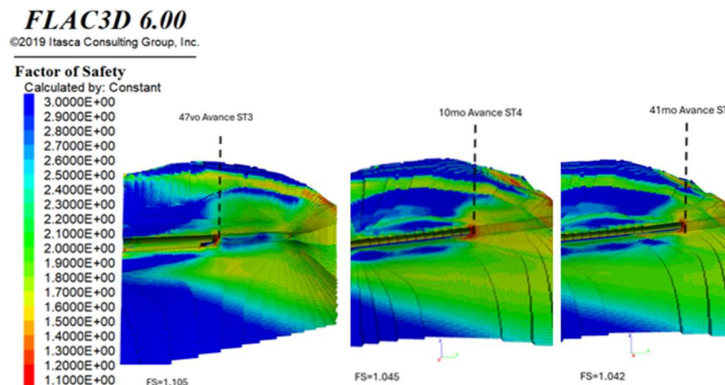 FLAC3D 6.00
©2019 Itasca Consulting Group, Inc.
Factor of Safety
Calculated by: Constant
3.0000E+00
2.9000E+00
2.8000E+00
2.7000E+00
2.6000E+00
2.5000E+00
2.4000E+00
2.3000E+00
2.2000E+00
2.1000E+00
2.0000E+00
1.9000E+00
1.8000E+00
1.7000E+00
1.6000E+00
1.5000E+00
1.4000E+00
1.3000E+00
1.2000E+00
1.1000E+00
47vo Avance ST3
10mo Avance ST4
41mo Avance ST
FS=1.105
FS=1.045
FS=1.042